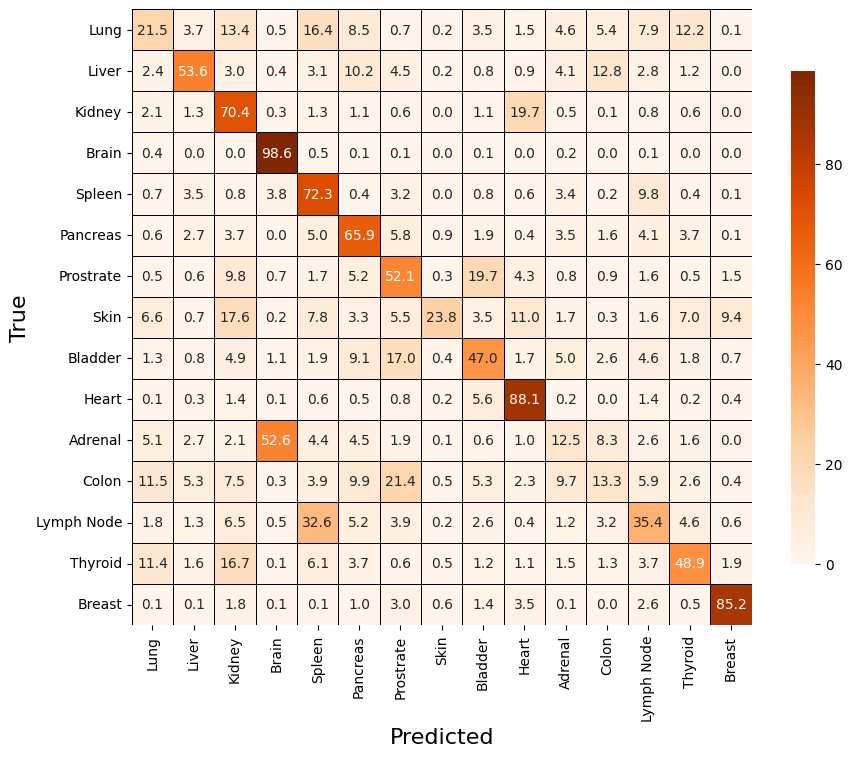 Lung 21.5 3.7 13.4 0.5 16.4 8.5 0.7 0.2 3.5 1.5 4.6 5.4 7.9 12.2 0.1
Liver 2.4 53.6 3.0 0.4 3.1 10.2 4.5 0.2 0.8 0.9 4.1 12.8 2.8 1.2 0.0
Kidney 2.1 1.3 70.4 0.3 1.3 1.1 0.6 0.0 1.1 19.7 0.5 0.1 0.8 0.6 0.0
Brain 0.4 0.0 0.0 98.6 0.5 0.1 0.1 0.0 0.1 0.0 0.2 0.0 0.1 0.0 0.0
Spleen 0.7 3.5 0.8 3.8 72.3 0.4 3.2 0.0 0.8 0.6 3.4 0.2 9.8 0.4 0.1
Pancreas 0.6 2.7 3.7 0.0 5.0 65.9 5.8 0.9 1.9 0.4 3.5 1.6 4.1 3.7 0.1
Prostrate 0.5 0.6 9.8 0.7 1.7 5.2 52.1 0.3 19.7 4.3 0.8 0.9 1.6 0.5 1.5
Skin 6.6 0.7 17.6 0.2 7.8 3.3 5.5 23.8 3.5 11.0 1.7 0.3 1.6 7.0 9.4
Bladder 1.3 0.8 4.9 1.1 1.9 9.1 17.0 0.4 47.0 1.7 5.0 2.6 4.6 1.8 0.7
Heart 0.1 0.3 1.4 0.1 0.6 0.5 0.8 0.2 5.6 88.1 0.2 0.0 1.4 0.2 0.4
Adrenal 5.1 2.7 2.1 52.6 4.4 4.5 1.9 0.1 0.6 1.0 12.5 8.3 2.6 1.6 0.0
Colon 11.5 5.3 7.5 0.3 3.9 9.9 21.4 0.5 5.3 2.3 9.7 13.3 5.9 2.6 0.4
Lymph Node 1.8 1.3 6.5 0.5 32.6 5.2 3.9 0.2 2.6 0.4 1.2 3.2 35.4 4.6 0.6
Thyroid 11.4 1.6 16.7 0.1 6.1 3.7 0.6 0.5 1.2 1.1 1.5 1.3 3.7 48.9 1.9
Breast 0.1 0.1 1.8 0.1 0.1 1.0 3.0 0.6 1.4 3.5 0.1 0.0 2.6 0.5 85.2
Lung Liver Kidney Brain Spleen Pancreas Prostrate Skin Bladder Heart Adrenal Colon Lymph Node Thyroid Breast
Predicted
True
80
60
40
20
0